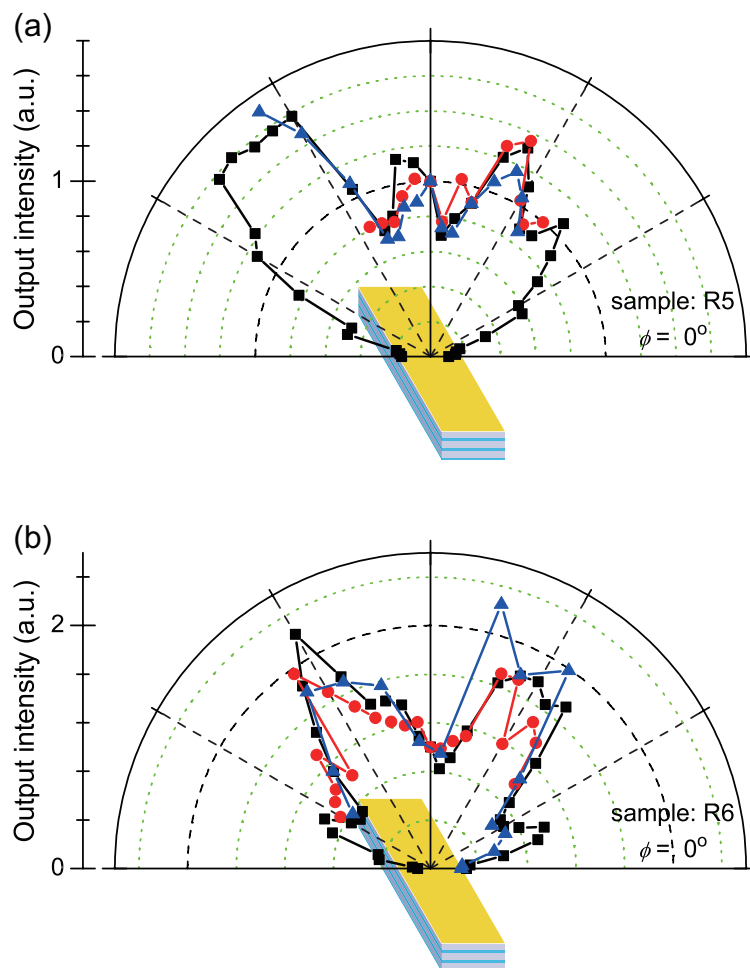 (a)
Output intensity (a.u.)
1
0
sample: R5
ϕ = 0°
(b)
Output intensity (a.u.)
2
0
sample: R6
ϕ = 0°